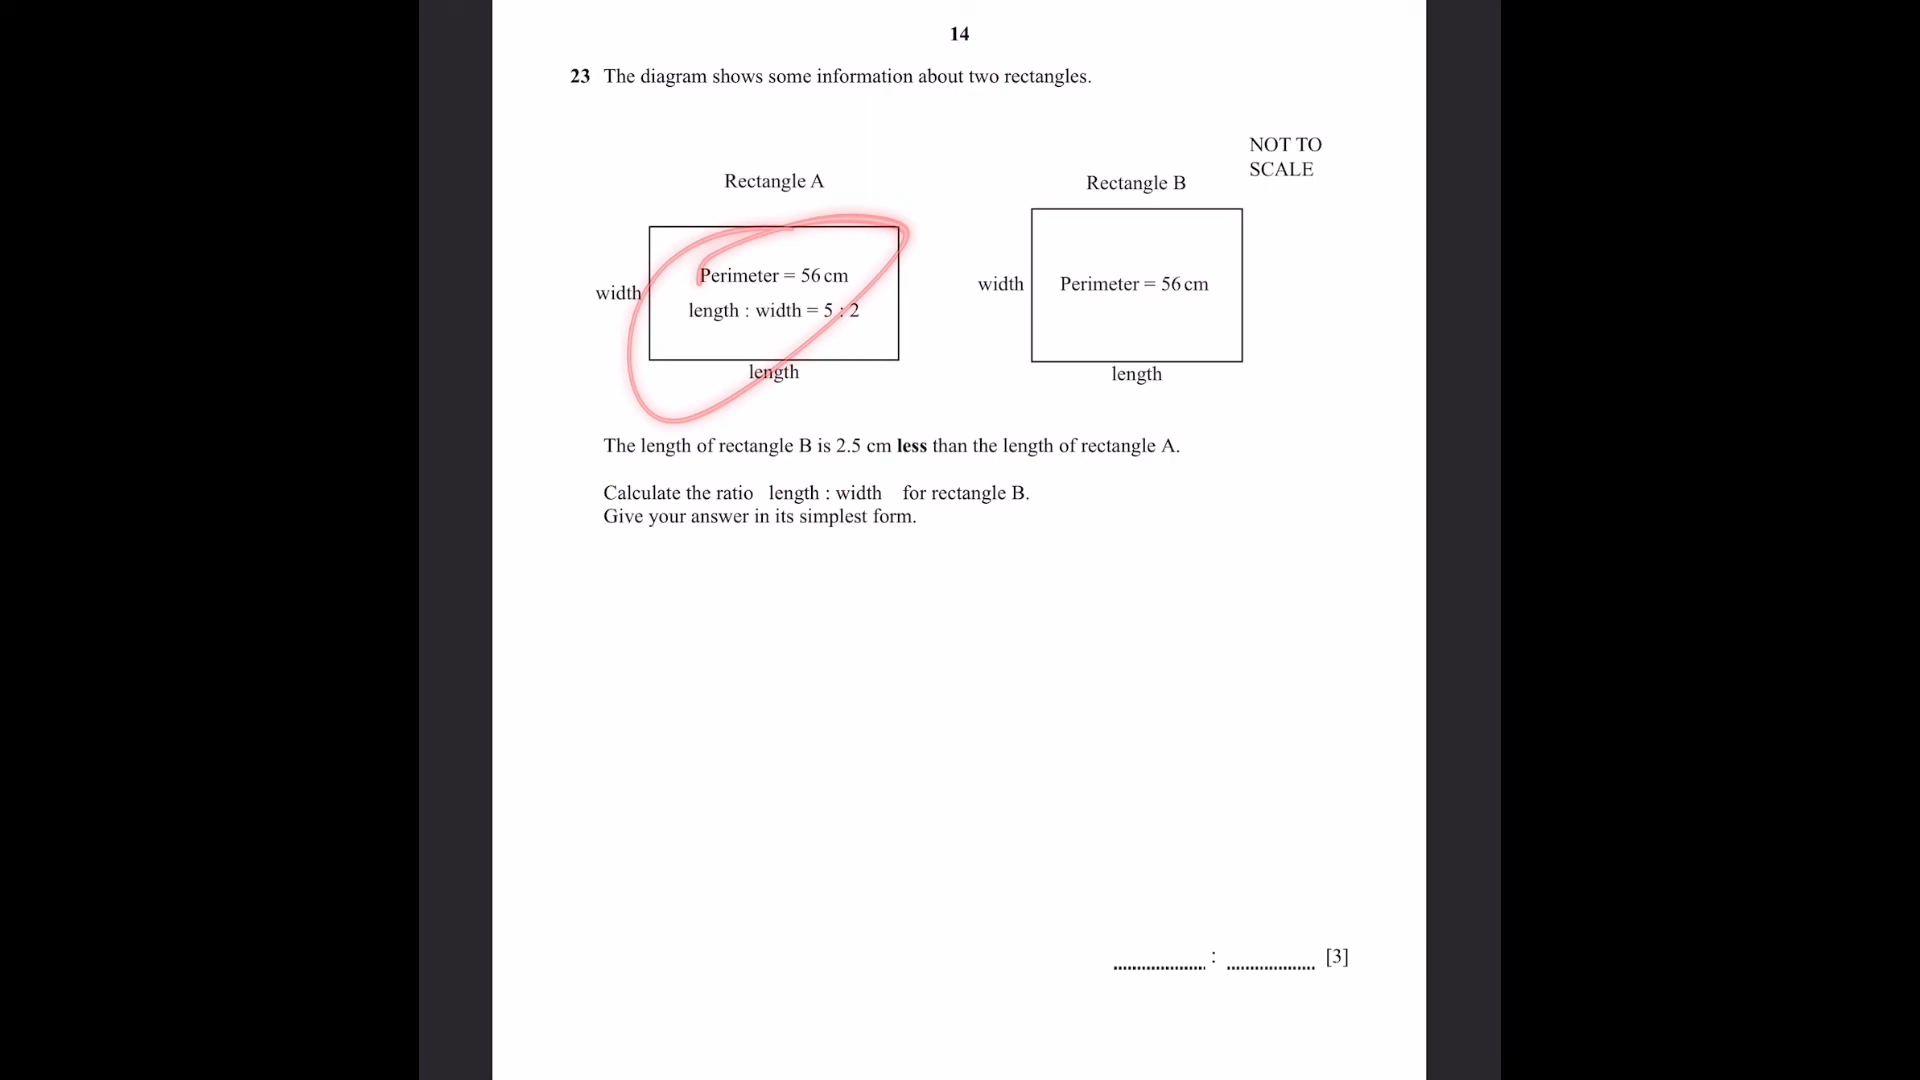 14
23 The diagram shows some information about two rectangles.
NOT TO
SCALE
Rectangle A
Rectangle B
width
Perimeter = 56 cm
length : width = 5 : 2
length
width
Perimeter = 56 cm
length
The length of rectangle B is 2.5 cm less than the length of rectangle A.
Calculate the ratio length : width for rectangle B.
Give your answer in its simplest form.
.................... : .................... [3]